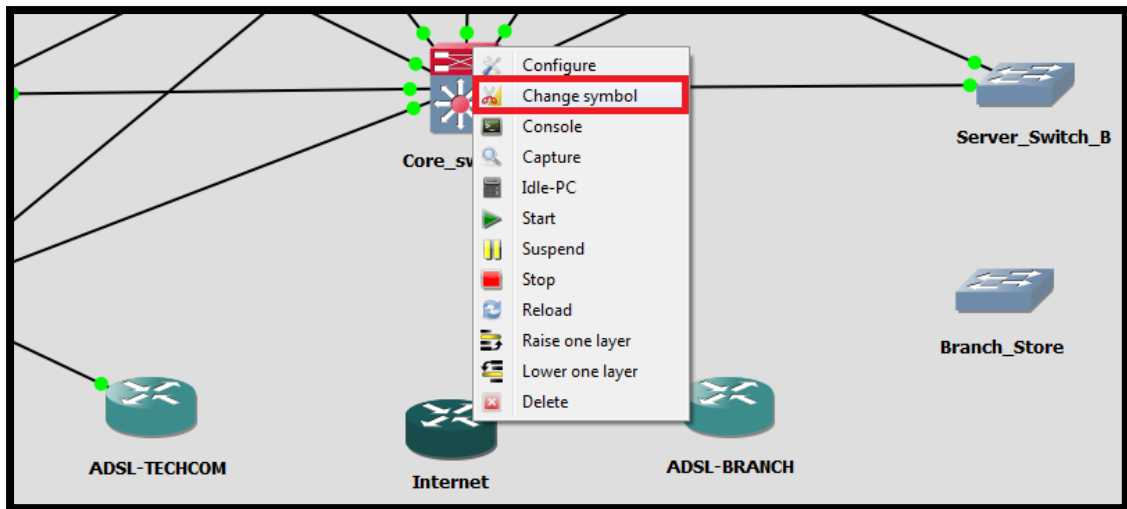 Configure
Change symbol
Console
Capture
Idle-PC
Start
Suspend
Stop
Reload
Raise one layer
Lower one layer
Delete
Server_Switch_B
Branch_Store
ADSL-TECHCOM
Internet
ADSL-BRANCH